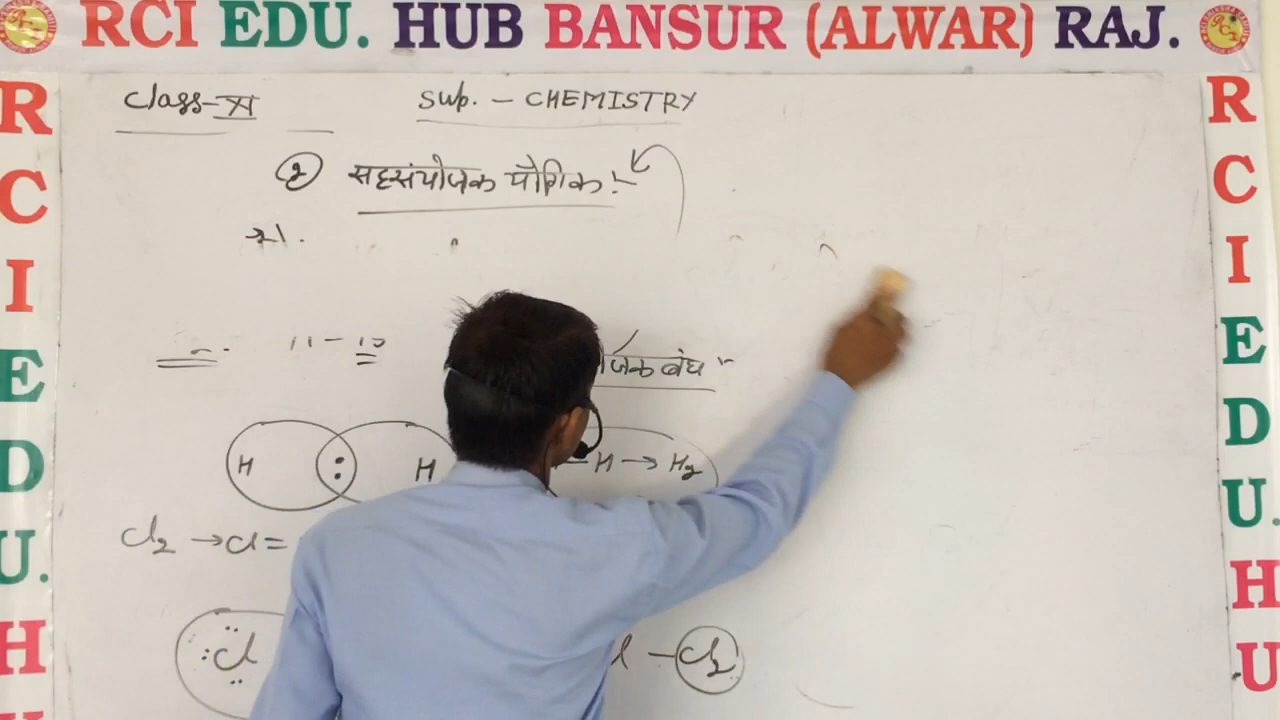 RCI EDU. HUB BANSUR (ALWAR) RAJ.
R
C
I
E
D
U.
H
Class-XI
Sub. - CHEMISTRY
② सहसंयोजक यौगिक :-
जक बंध :-
H : H
- H → H₂
Cl₂ → Cl =
Cl
- Cl₂
R
C
I
E
D
U.
H
U